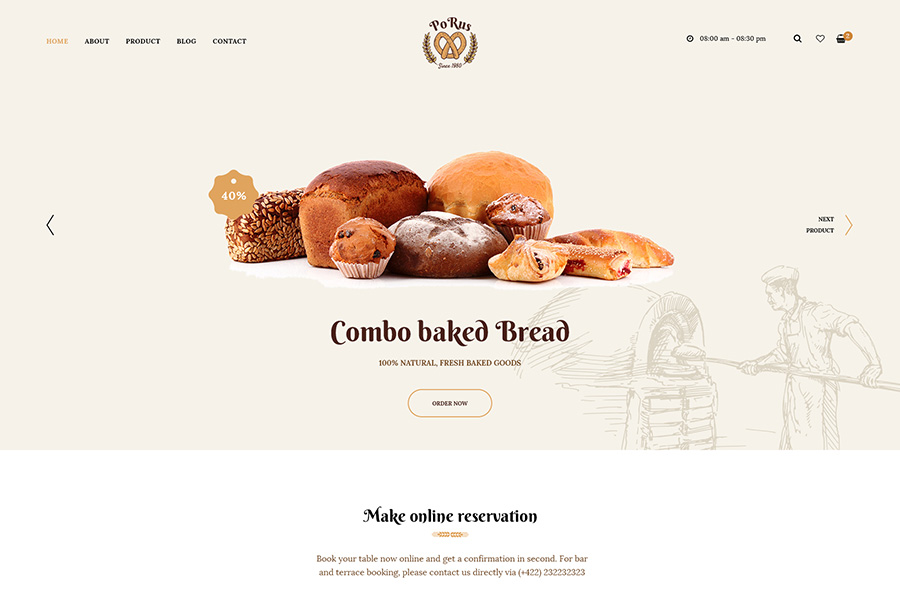 HOME ABOUT PRODUCT BLOG CONTACT
PoRus
Since 1980
08:00 am - 08:30 pm
2
40%
NEXT
PRODUCT
Combo baked Bread
100% NATURAL, FRESH BAKED GOODS
ORDER NOW
Make online reservation
Book your table now online and get a confirmation in second. For bar
and terrace booking, please contact us directly via (+422) 232232323